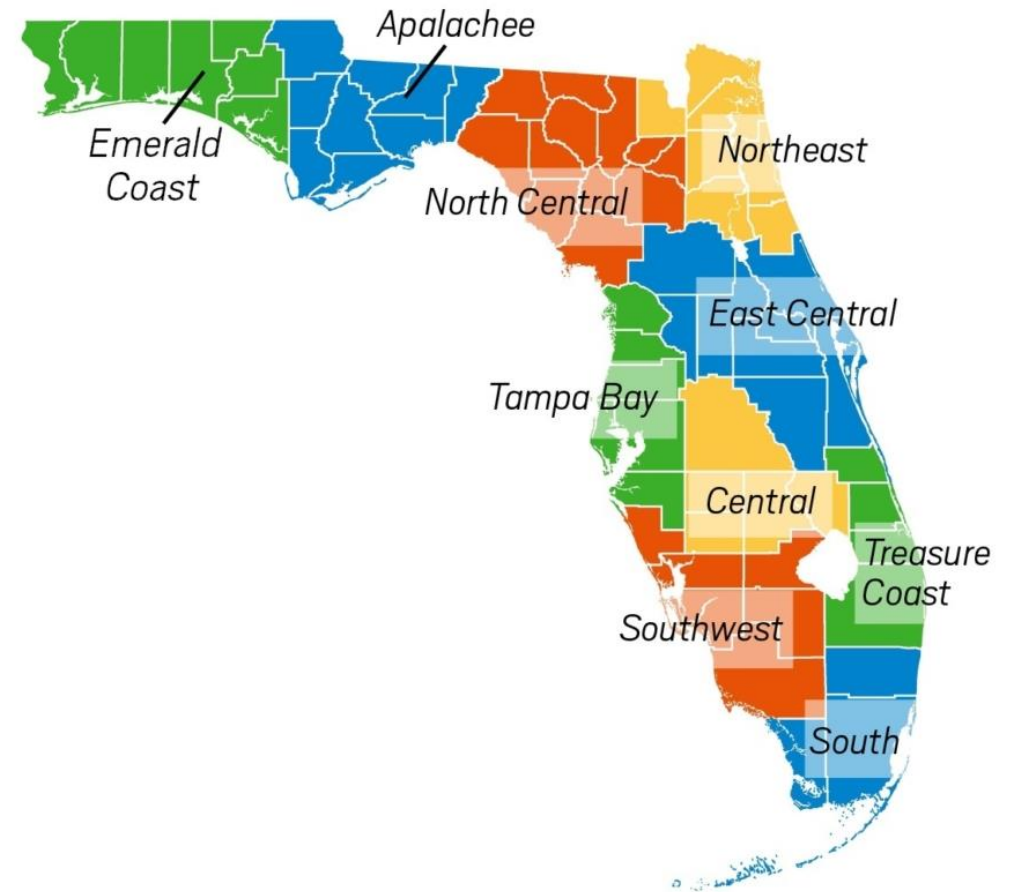 Apalachee
Emerald
Coast
Northeast
North Central
East Central
Tampa Bay
Central
Treasure
Coast
Southwest
South